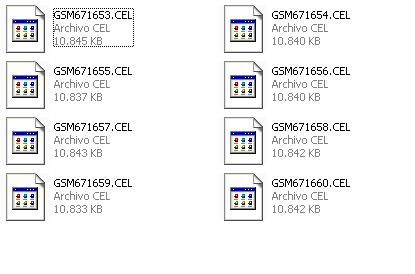 GSM671653.CEL
Archivo CEL
10.845 KB
GSM671654.CEL
Archivo CEL
10.840 KB
GSM671655.CEL
Archivo CEL
10.837 KB
GSM671656.CEL
Archivo CEL
10.840 KB
GSM671657.CEL
Archivo CEL
10.843 KB
GSM671658.CEL
Archivo CEL
10.842 KB
GSM671659.CEL
Archivo CEL
10.833 KB
GSM671660.CEL
Archivo CEL
10.842 KB